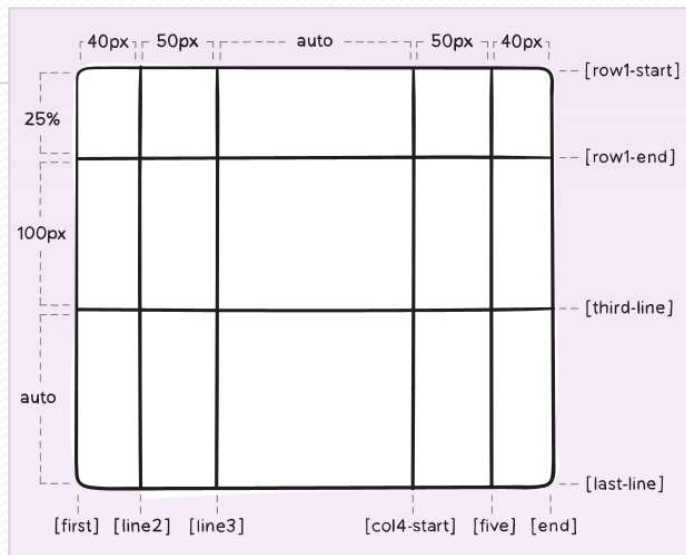 40px 50px auto 50px 40px
[row1-start]
25%
[row1-end]
100px
[third-line]
auto
[last-line]
[first] [line2] [line3] [col4-start] [five] [end]